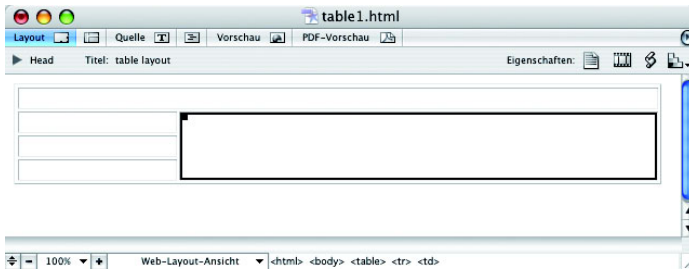 table1.html
Layout Quelle T Vorschau PDF-Vorschau
Head Titel: table layout Eigenschaften:
100% Web-Layout-Ansicht <html> <body> <table> <tr> <td>